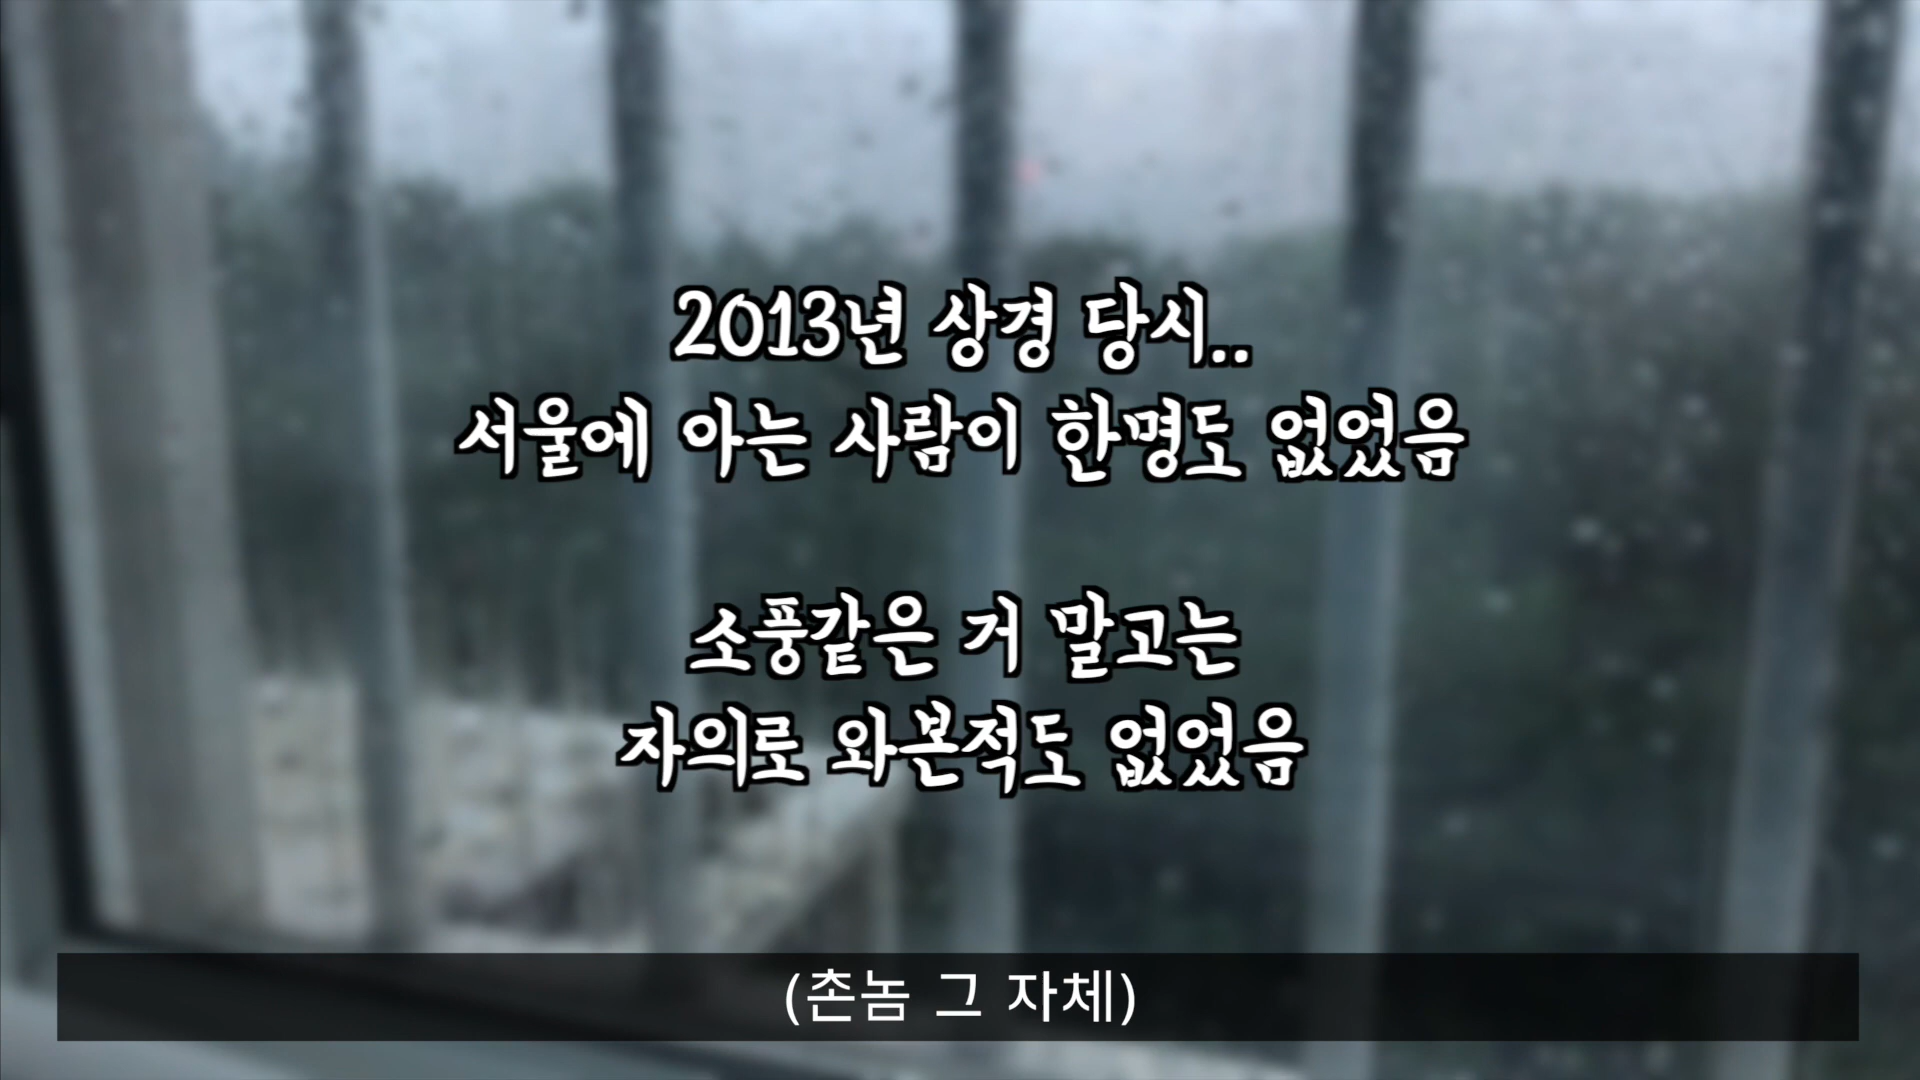 2013년 상경 당시..
서울에 아는 사람이 한명도 없었음
소풍같은 거 말고는
자의로 와본적도 없었음
(촌놈 그 자체)